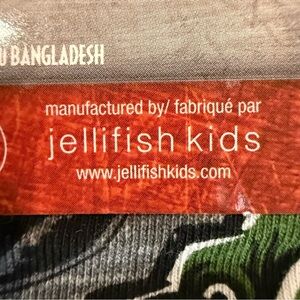 BANGLADESH
manufactured by/ fabriqué par
jellifish kids
www.jellifishkids.com